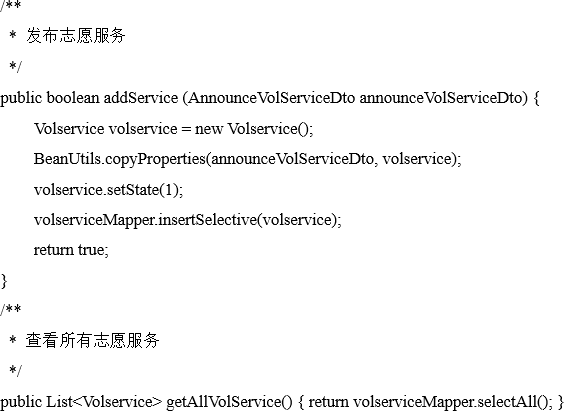 /**
 * 发布志愿服务
 */
public boolean addService (AnnounceVolServiceDto announceVolServiceDto) {
    Volservice volservice = new Volservice();
    BeanUtils.copyProperties(announceVolServiceDto, volservice);
    volservice.setState(1);
    volserviceMapper.insertSelective(volservice);
    return true;
}
/**
 * 查看所有志愿服务
 */
public List<Volservice> getAllVolService() { return volserviceMapper.selectAll(); }